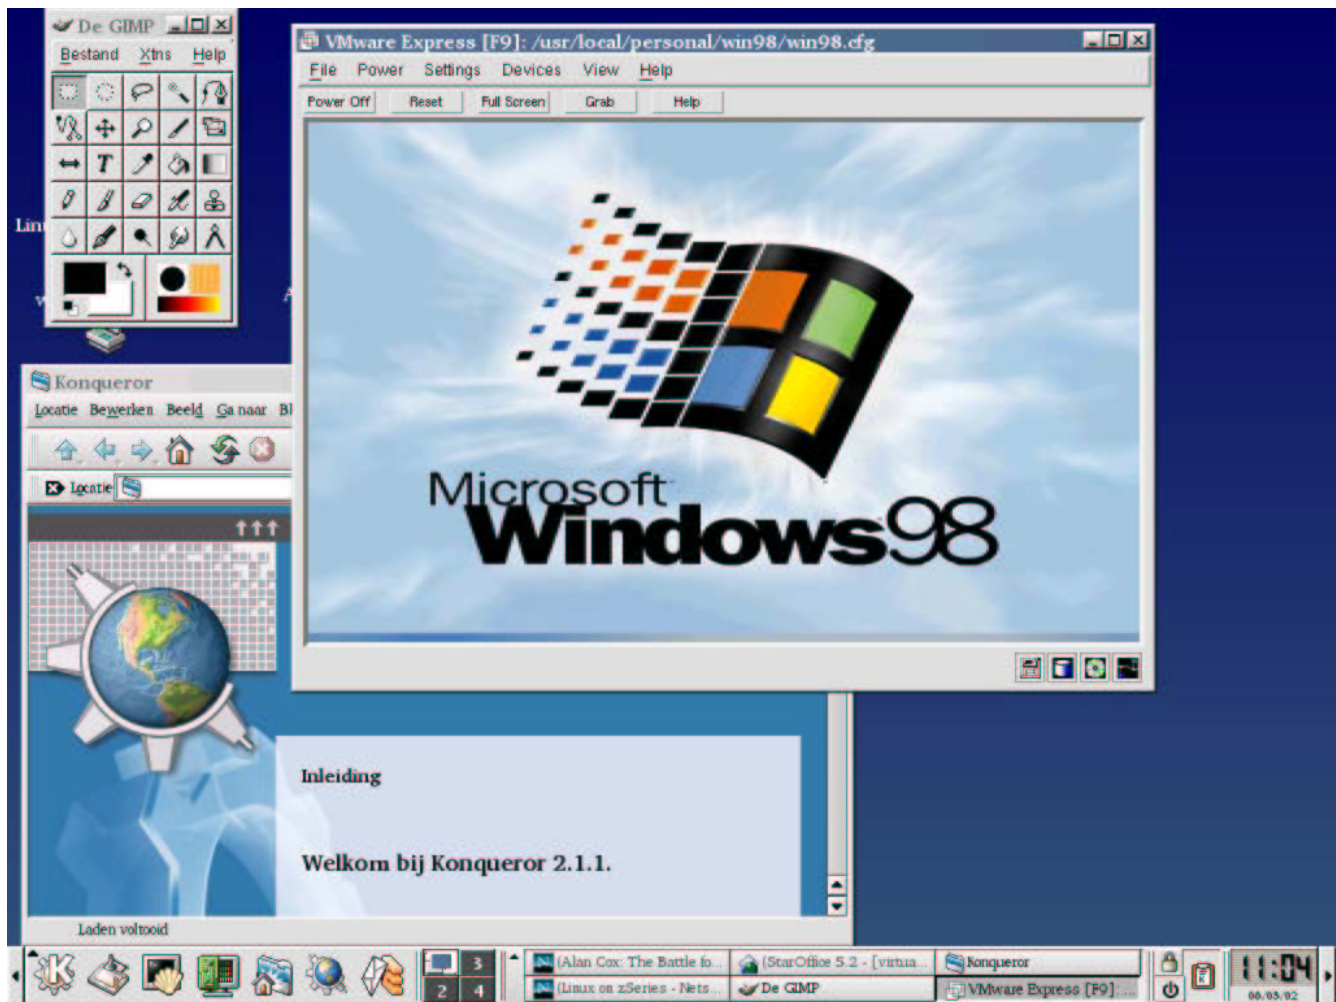 De GIMP
Bestand Xtns Help
VMware Express [F9]: /usr/local/personal/win98/win98.cfg
File Power Settings Devices View Help
Power Off Reset Full Screen Grab Help
T
Microsoft
Windows98
Konqueror
Locatie Bewerken Beeld Ga naar Bl
Locatie
Inleiding
Welkom bij Konqueror 2.1.1.
Laden voltooid
K
3
2 4
(Alan Cox: The Battle fo...
(Linux on zSeries - Nets...
(StarOffice 5.2 - [virtua...
De GIMP
Konqueror
VMware Express [F9]: ...
11:04
08/03/02